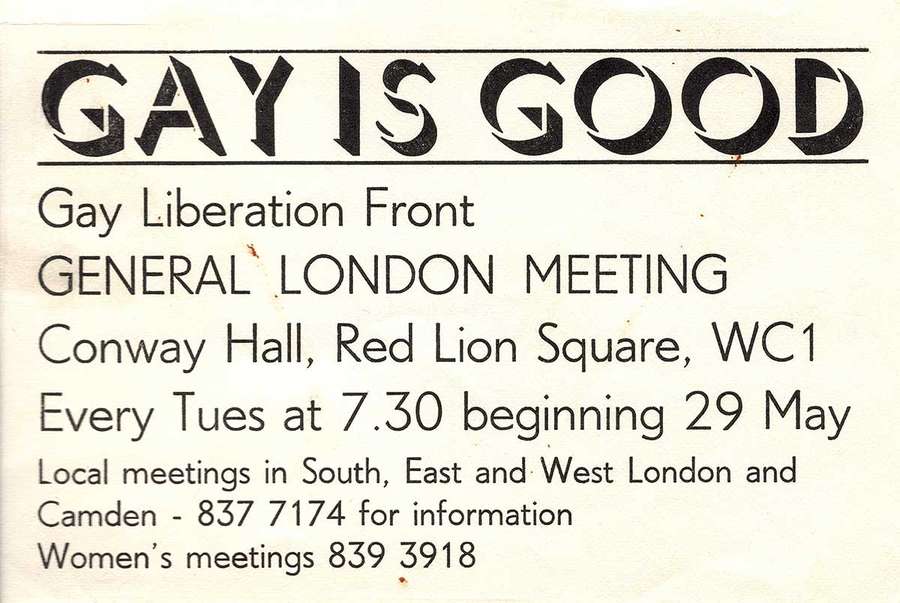 GAY IS GOOD
Gay Liberation Front
GENERAL LONDON MEETING
Conway Hall, Red Lion Square, WC1
Every Tues at 7.30 beginning 29 May
Local meetings in South, East and West London and
Camden - 837 7174 for information
Women's meetings 839 3918